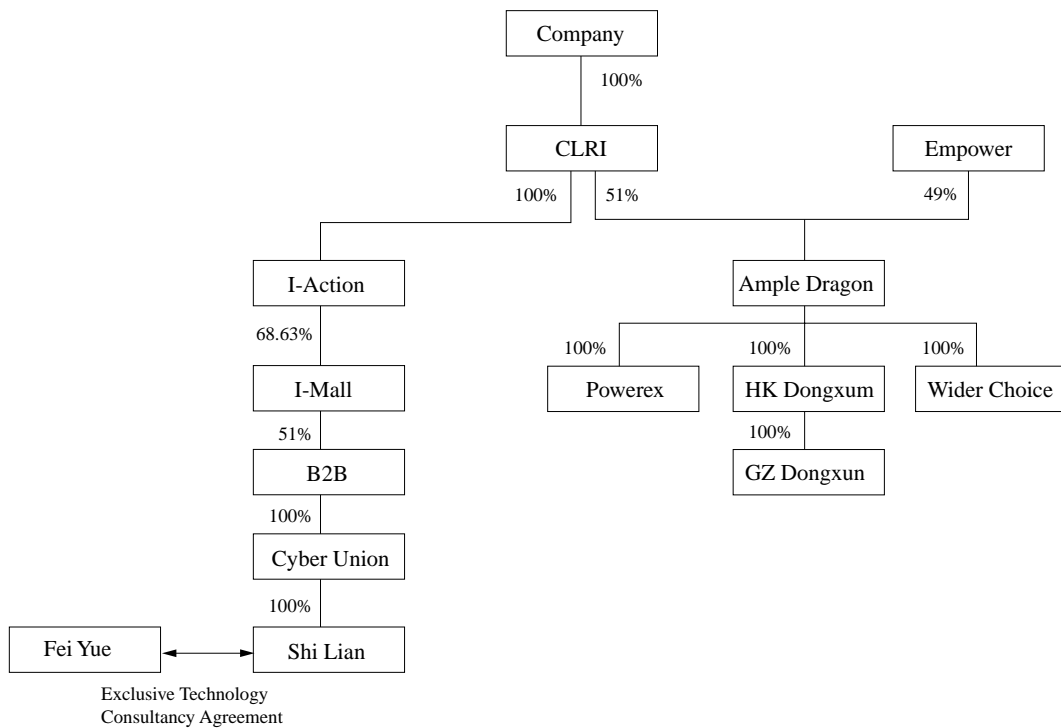 Company
100%
CLRI
Empower
100%
51%
49%
I-Action
Ample Dragon
68.63%
100%
100%
100%
I-Mall
Powerex
HK Dongxum
Wider Choice
51%
100%
B2B
GZ Dongxun
100%
Cyber Union
100%
Fei Yue
Shi Lian
Exclusive Technology
Consultancy Agreement